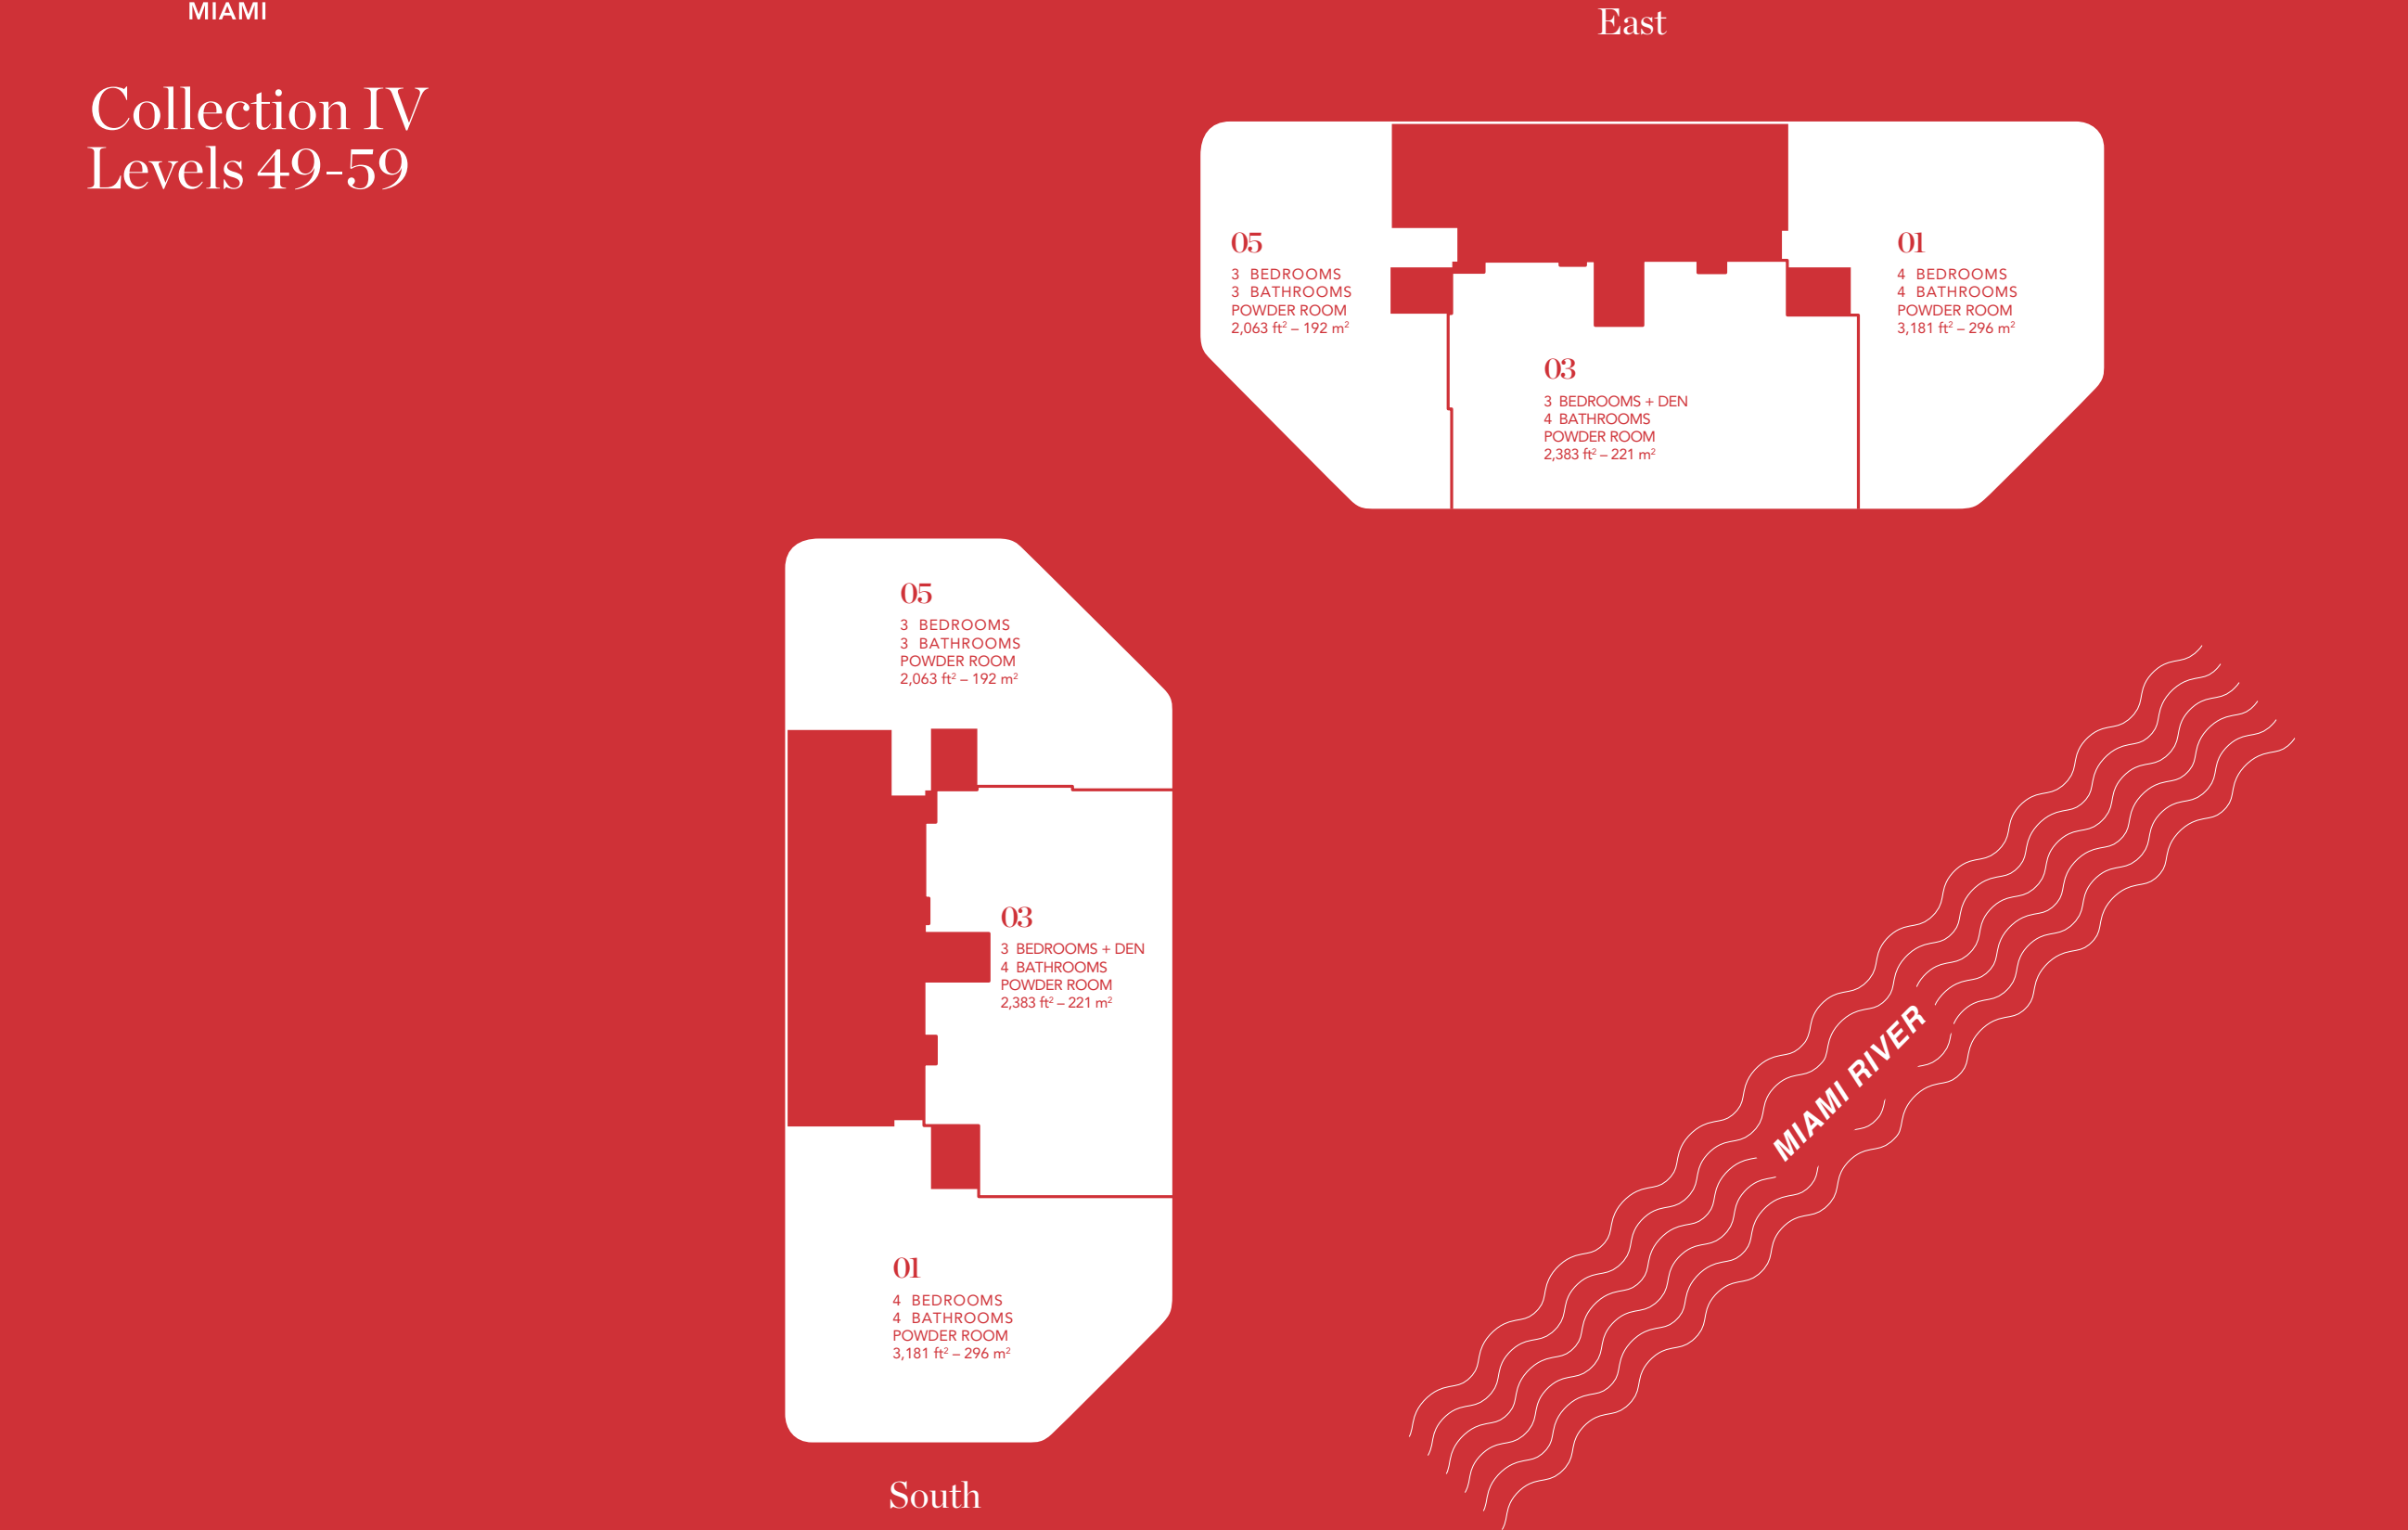 MIAMI
Collection IV
Levels 49-59
East
05
3 BEDROOMS
3 BATHROOMS
POWDER ROOM
2,063 ft² – 192 m²
03
3 BEDROOMS + DEN
4 BATHROOMS
POWDER ROOM
2,383 ft² – 221 m²
01
4 BEDROOMS
4 BATHROOMS
POWDER ROOM
3,181 ft² – 296 m²
05
3 BEDROOMS
3 BATHROOMS
POWDER ROOM
2,063 ft² – 192 m²
03
3 BEDROOMS + DEN
4 BATHROOMS
POWDER ROOM
2,383 ft² – 221 m²
01
4 BEDROOMS
4 BATHROOMS
POWDER ROOM
3,181 ft² – 296 m²
South
MIAMI RIVER